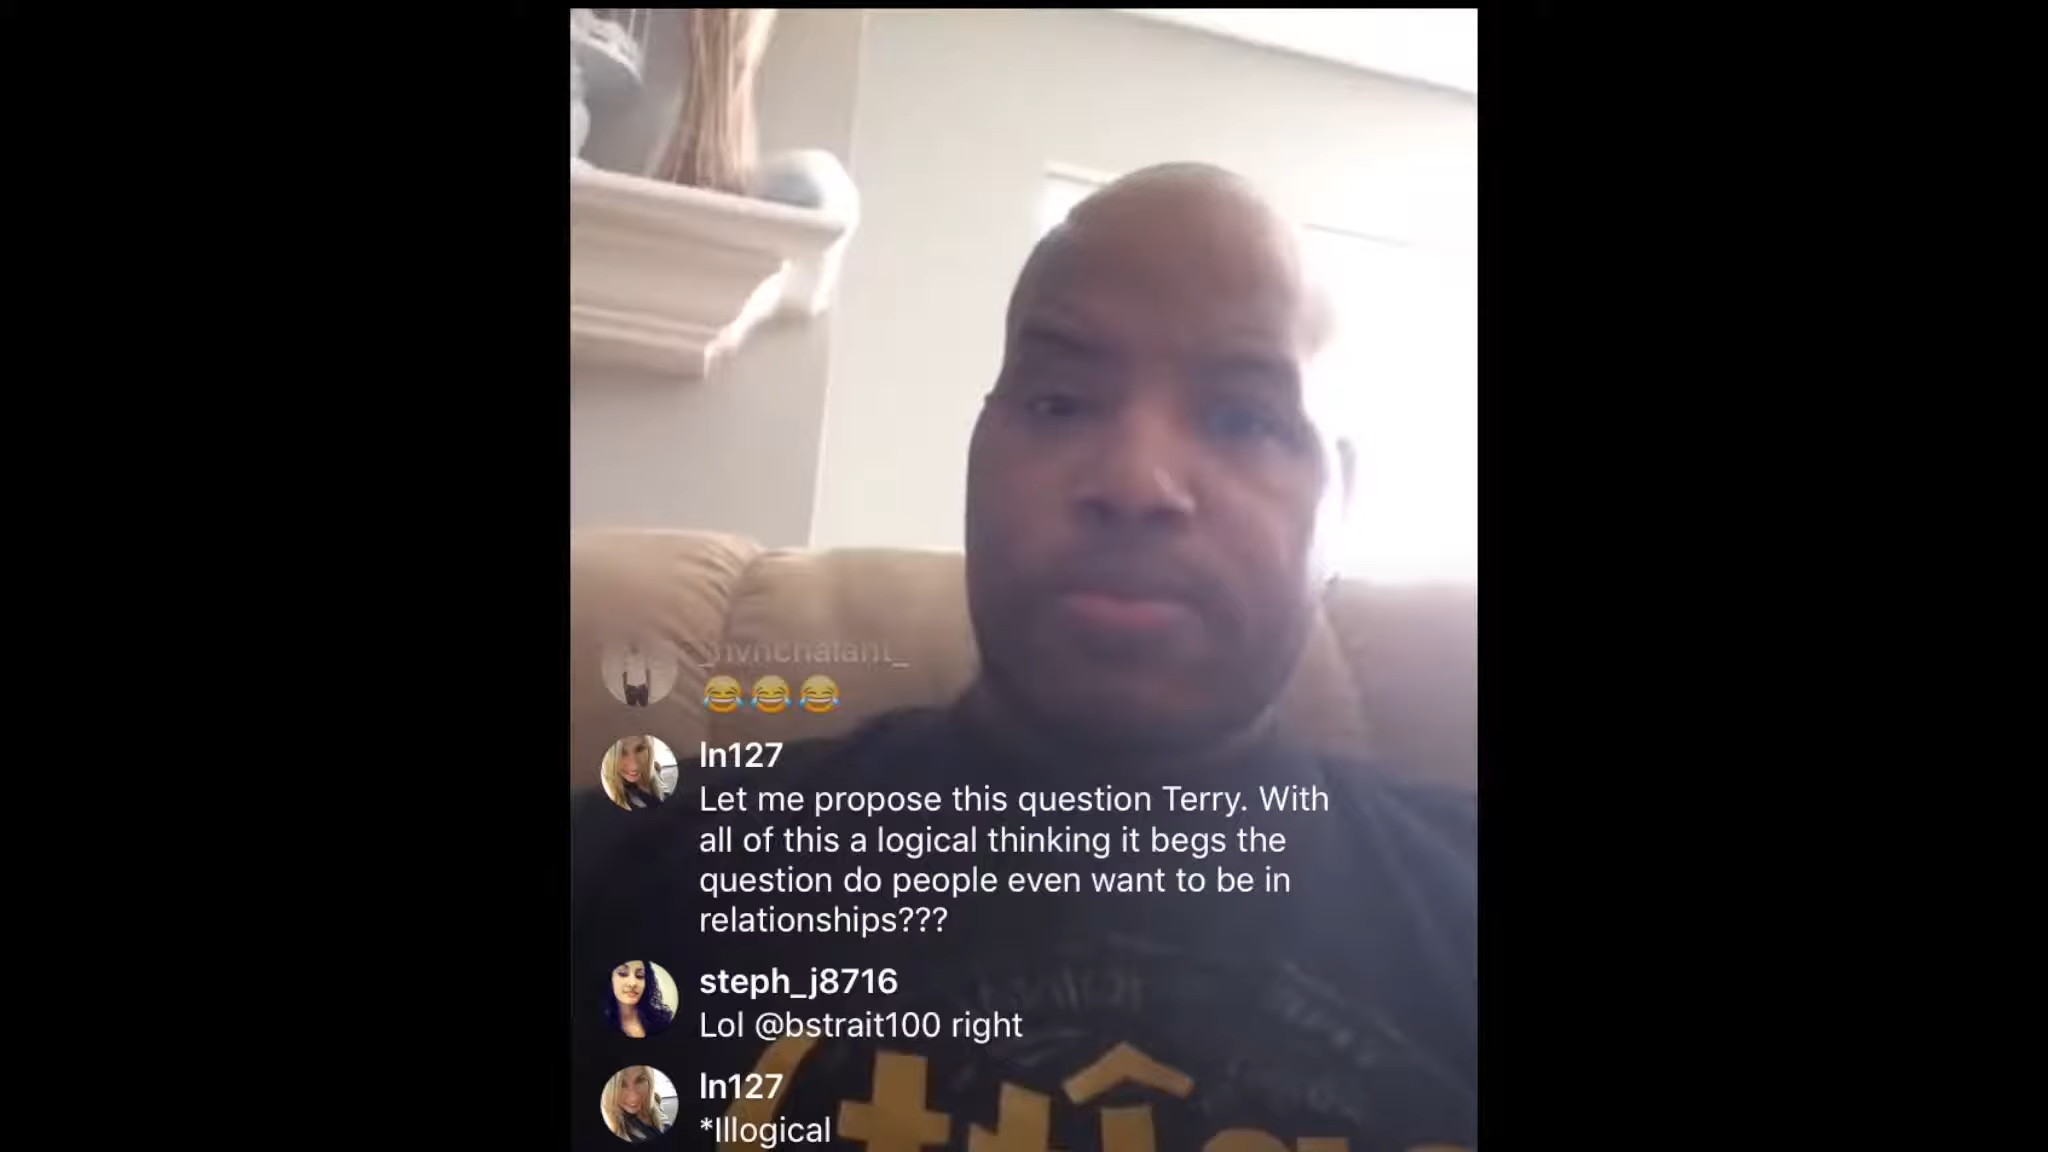 😂😂😂
ln127
Let me propose this question Terry. With
all of this a logical thinking it begs the
question do people even want to be in
relationships???
steph_j8716
Lol @bstrait100 right
ln127
*Illogical